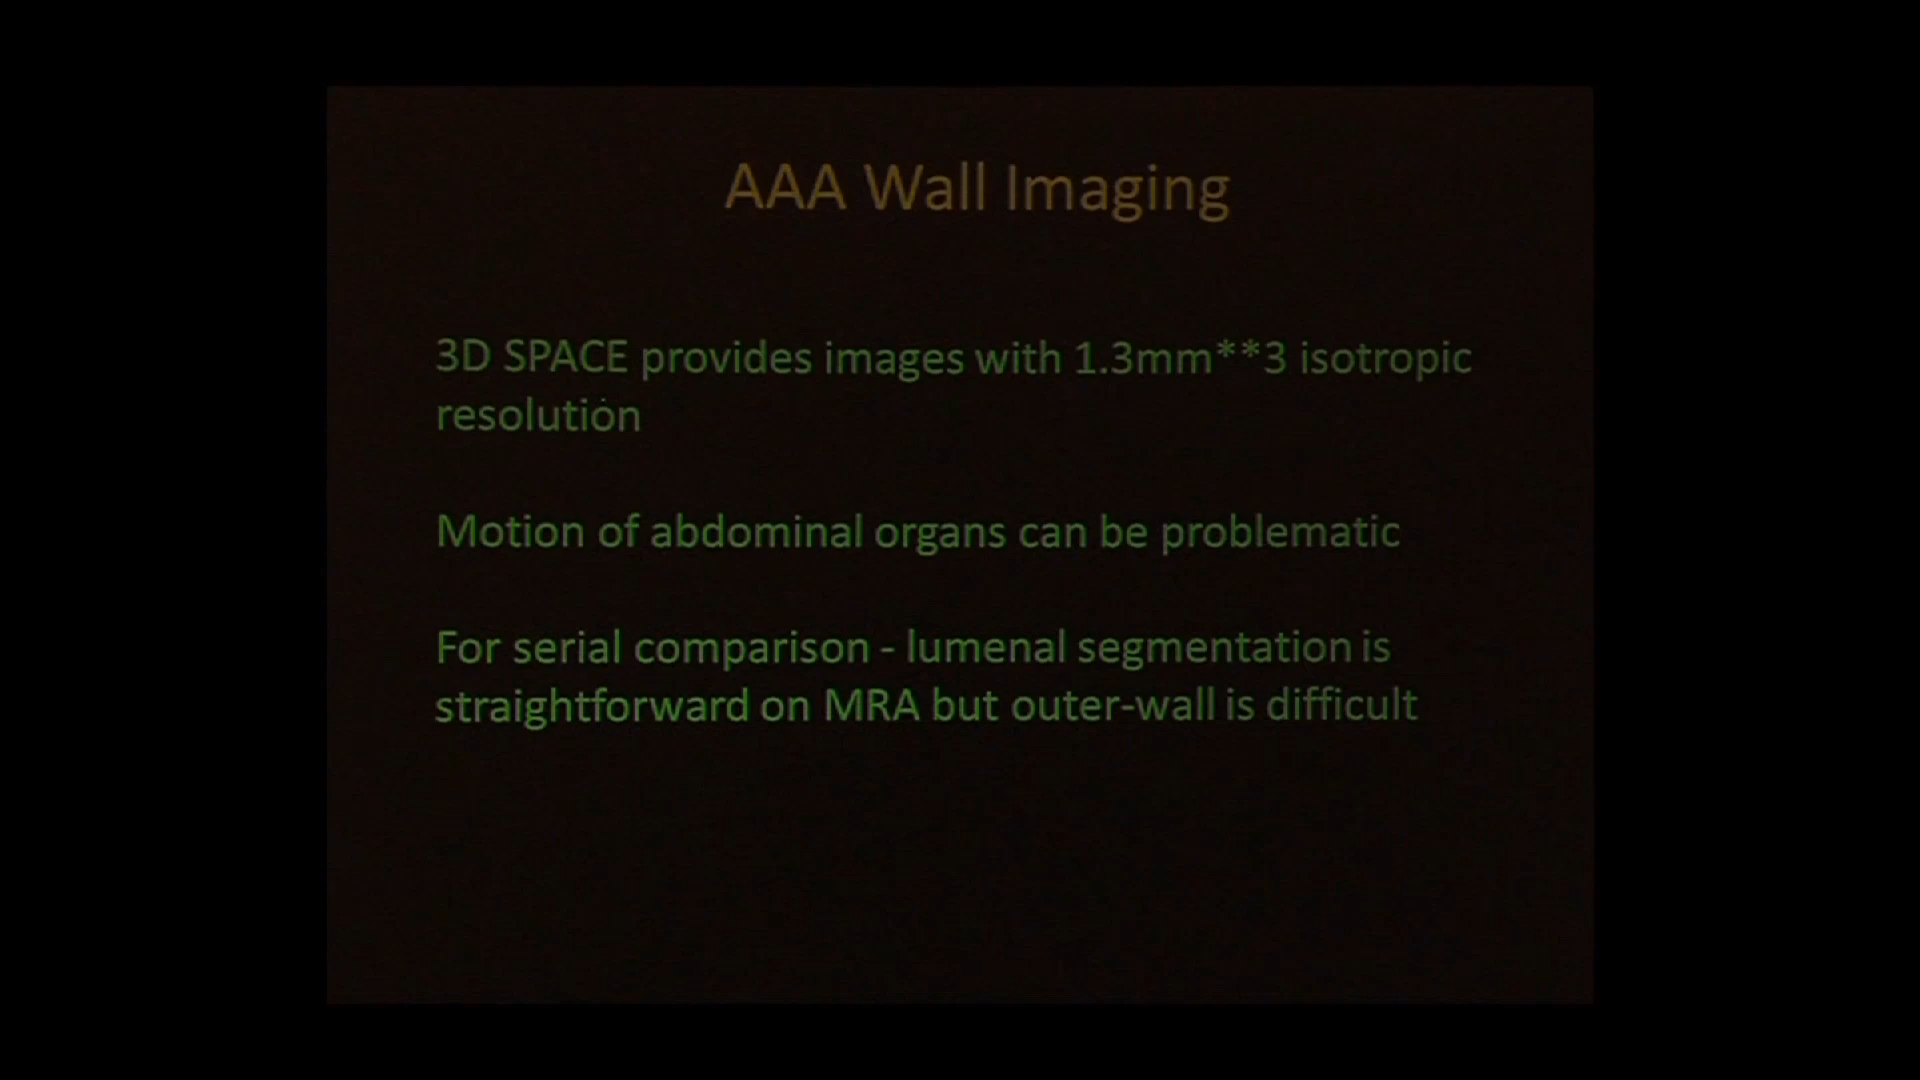 AAA Wall Imaging
3D SPACE provides images with 1.3mm**3 isotropic
resolution
Motion of abdominal organs can be problematic
For serial comparison - lumenal segmentation is
straightforward on MRA but outer-wall is difficult